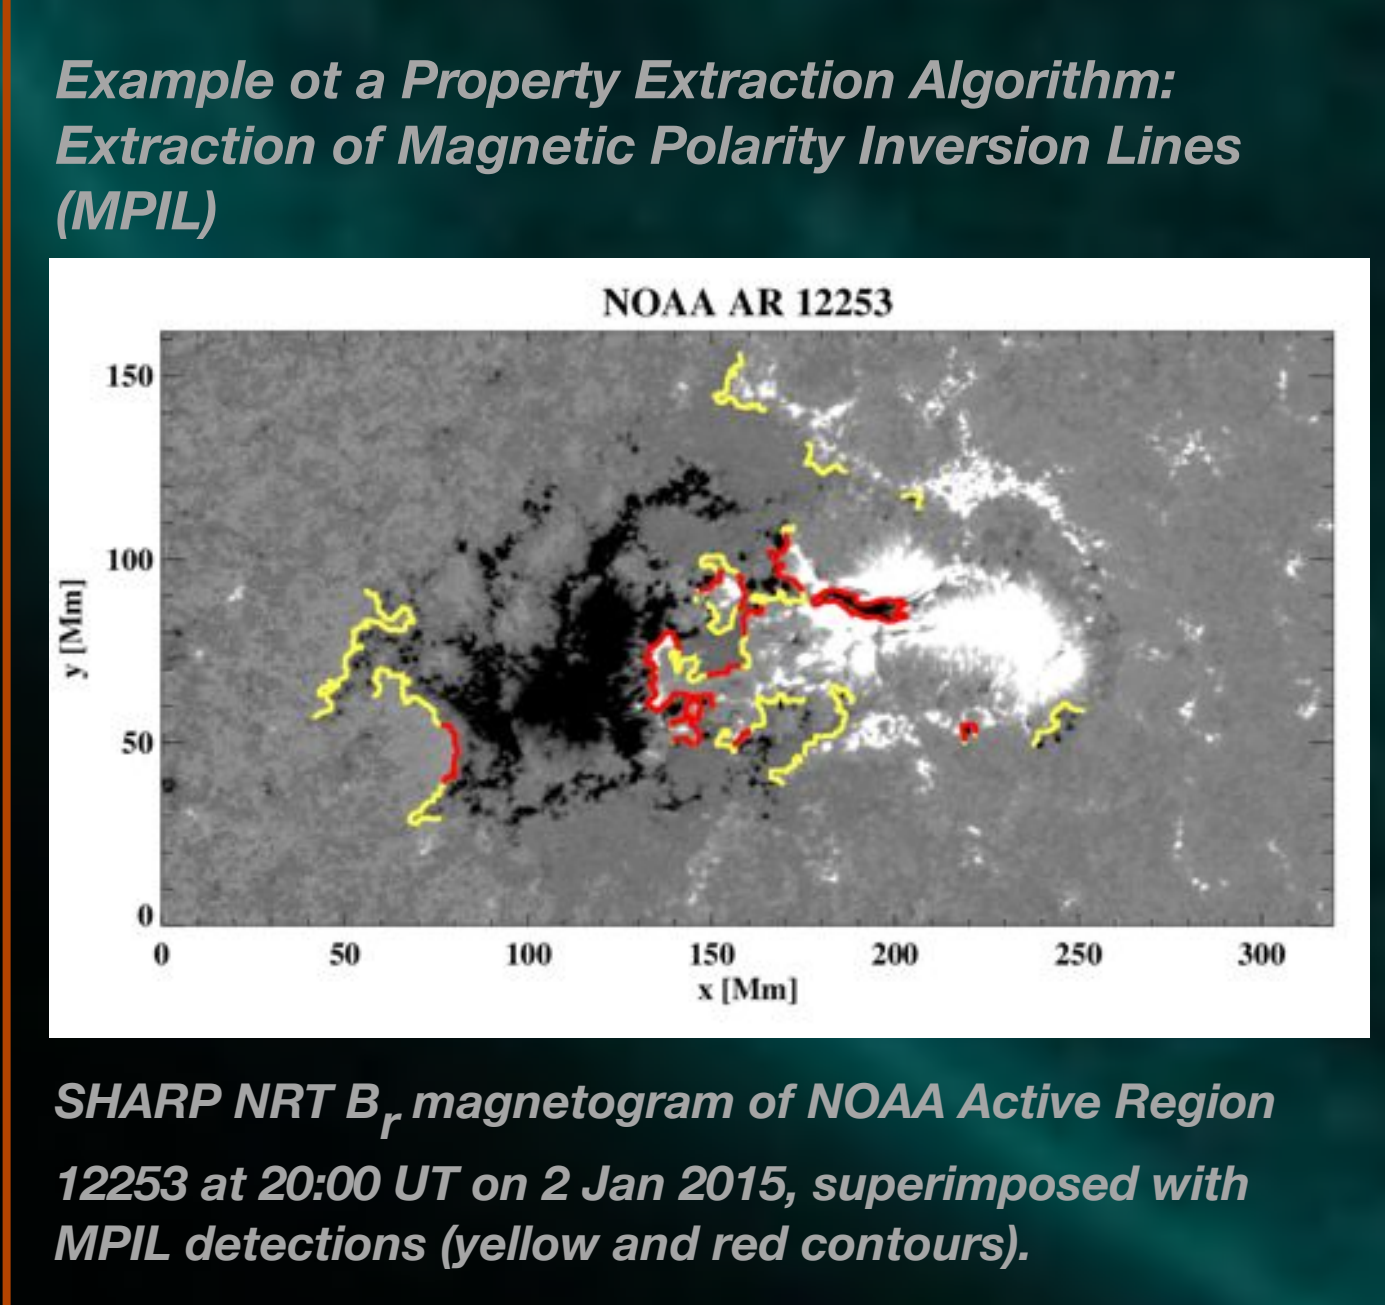 Example ot a Property Extraction Algorithm:
Extraction of Magnetic Polarity Inversion Lines
(MPIL)
NOAA AR 12253
150
100
50
0
y [Mm]
0 50 100 150 200 250 300
x [Mm]
SHARP NRT Br magnetogram of NOAA Active Region
12253 at 20:00 UT on 2 Jan 2015, superimposed with
MPIL detections (yellow and red contours).